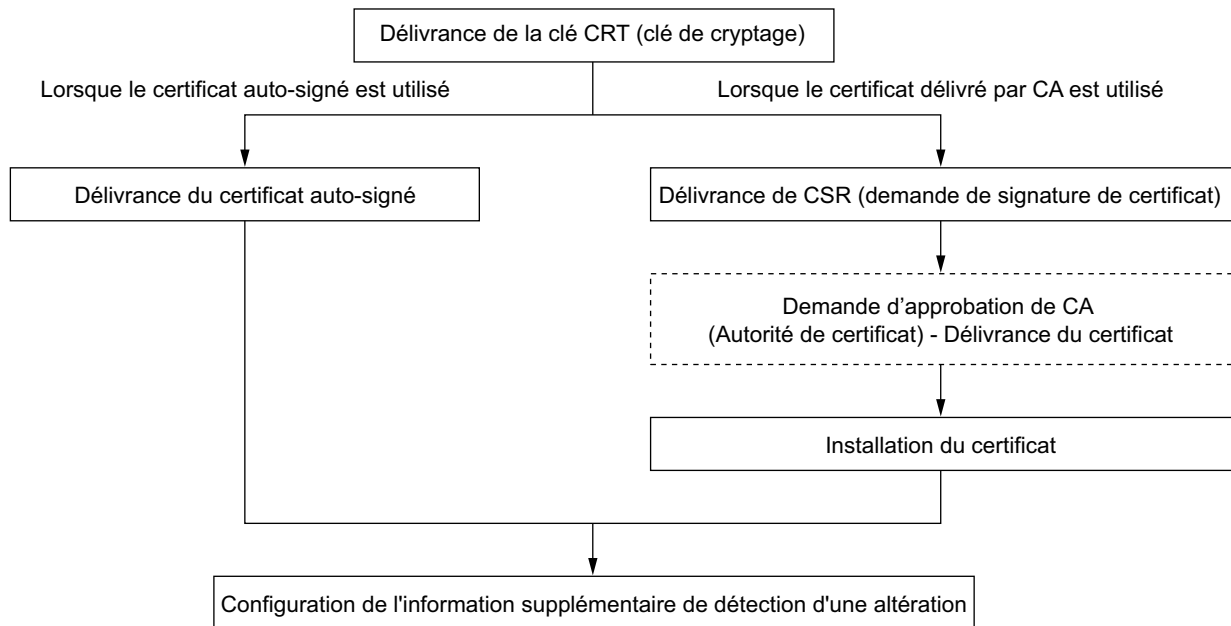 Délivrance de la clé CRT (clé de cryptage)
Lorsque le certificat auto-signé est utilisé
Lorsque le certificat délivré par CA est utilisé
Délivrance du certificat auto-signé
Délivrance de CSR (demande de signature de certificat)
Demande d’approbation de CA
(Autorité de certificat) - Délivrance du certificat
Installation du certificat
Configuration de l'information supplémentaire de détection d'une altération